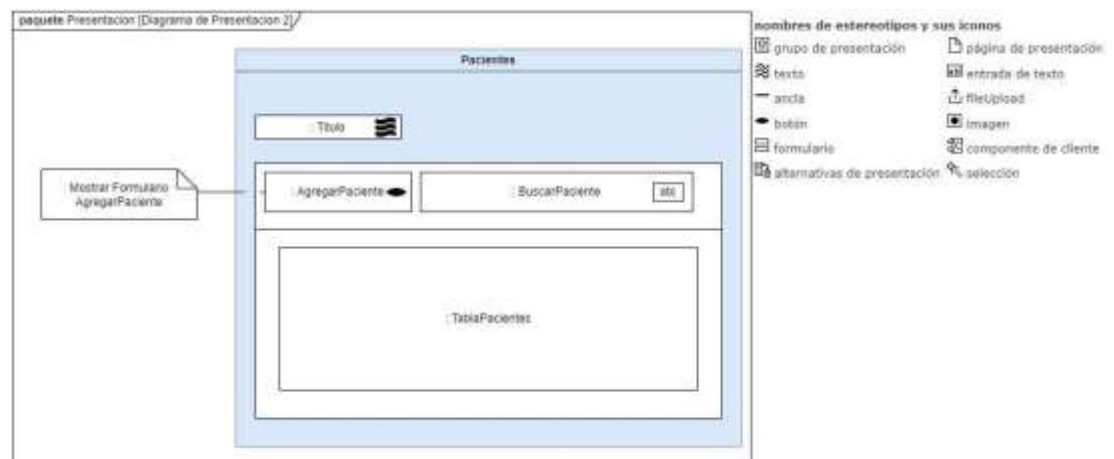 paquete Presentacion [Diagrama de Presentacion 2]
Pacientes
: Titulo
Mostrar Formulario
AgregarPaciente
: AgregarPaciente
: BuscarPaciente
abl
: TablaPacientes
nombres de estereotipos y sus iconos
grupo de presentación
página de presentación
texto
entrada de texto
ancla
fileUpload
botón
imagen
formulario
componente de cliente
alternativas de presentación
selección